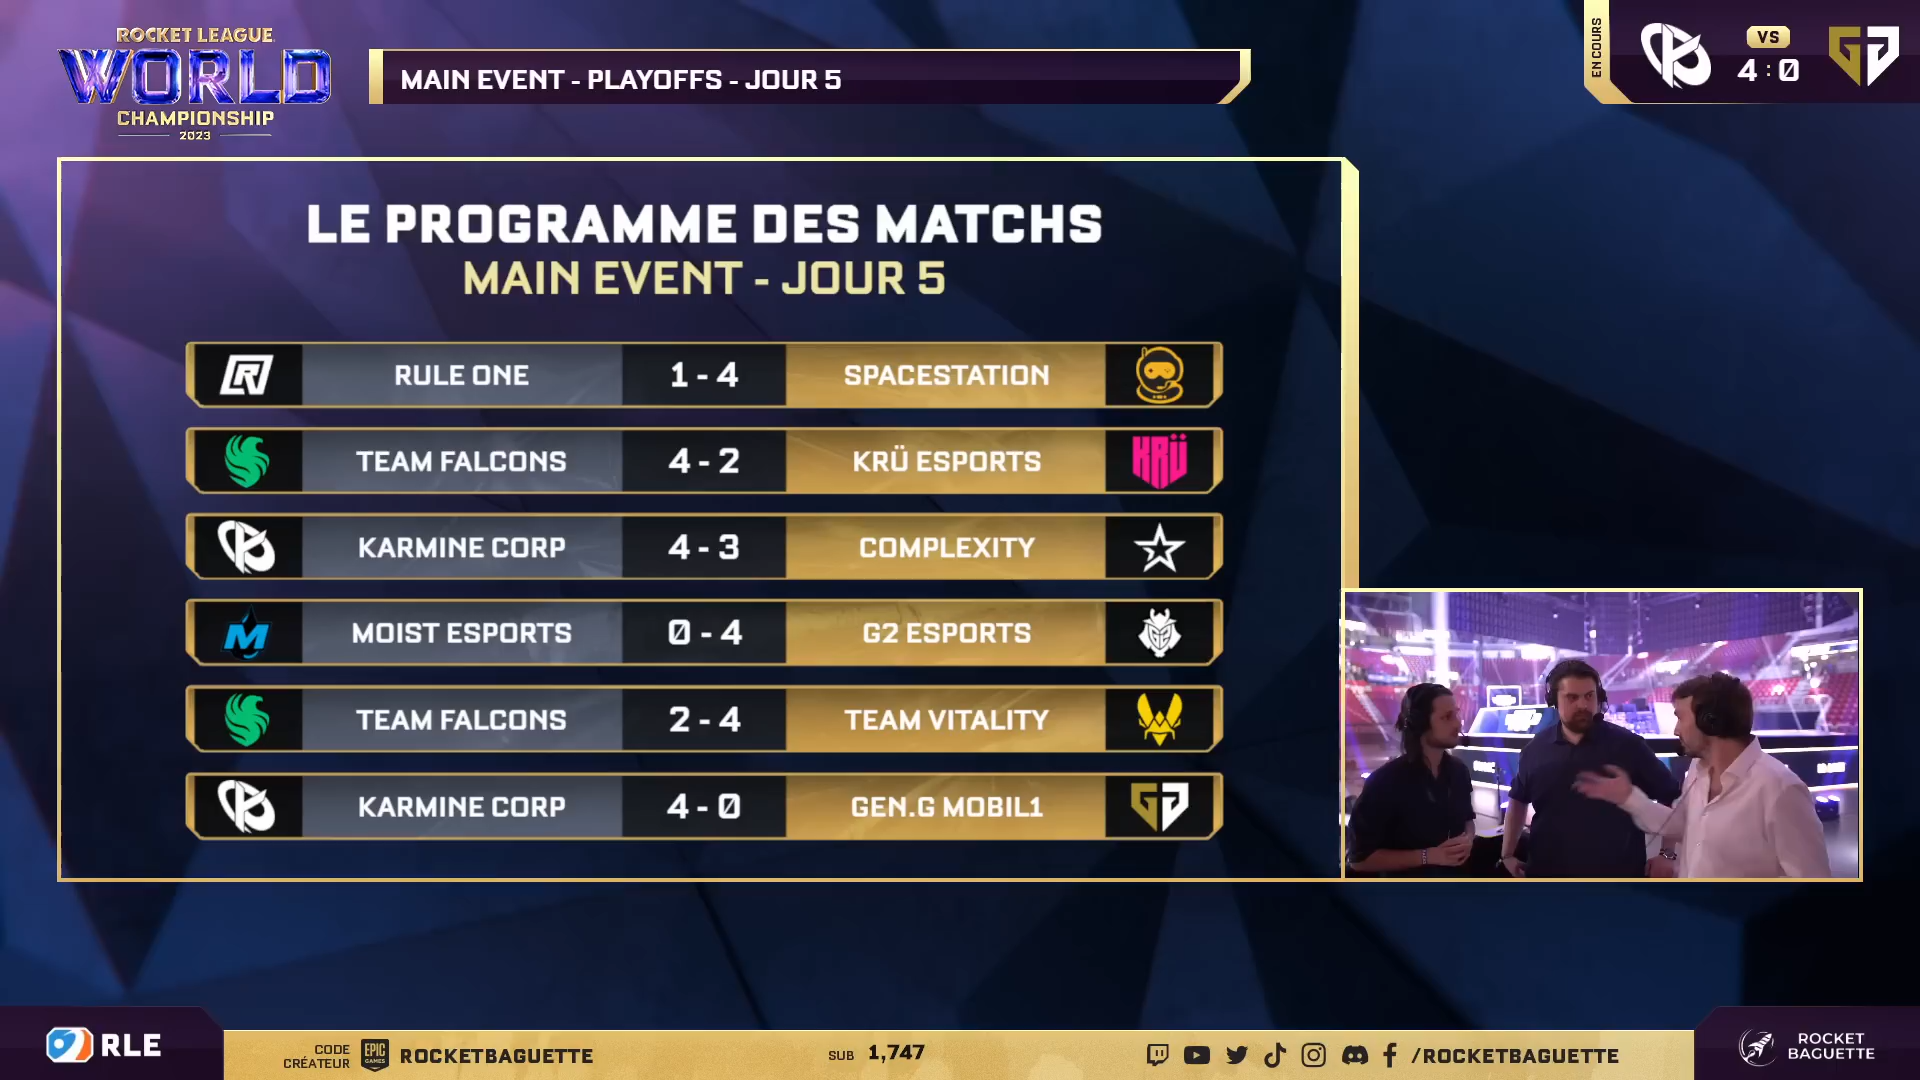 ROCKET LEAGUE
WORLD
CHAMPIONSHIP
2023
MAIN EVENT - PLAYOFFS - JOUR 5
EN COURS
VS
4 : 0
LE PROGRAMME DES MATCHS
MAIN EVENT - JOUR 5
RULE ONE 1 - 4 SPACESTATION
TEAM FALCONS 4 - 2 KRÜ ESPORTS KRÜ
KARMINE CORP 4 - 3 COMPLEXITY
MOIST ESPORTS 0 - 4 G2 ESPORTS
TEAM FALCONS 2 - 4 TEAM VITALITY
KARMINE CORP 4 - 0 GEN.G MOBIL1
RLE
CODE CRÉATEUR EPIC GAMES ROCKETBAGUETTE
SUB 1,747
/ROCKETBAGUETTE
ROCKET
BAGUETTE